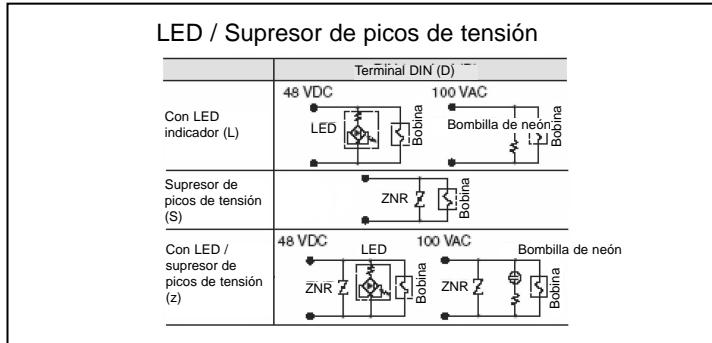 LED / Supresor de picos de tensión
Terminal DIN (D)
48 VDC
100 VAC
Con LED
indicador (L)
LED
Bobina
Bombilla de neón
Bobina
Supresor de
picos de tensión
(S)
ZNR
Bobina
Con LED /
supresor de
picos de tensión
(z)
48 VDC
LED
100 VAC
Bombilla de neón
ZNR
Bobina
ZNR
Bobina